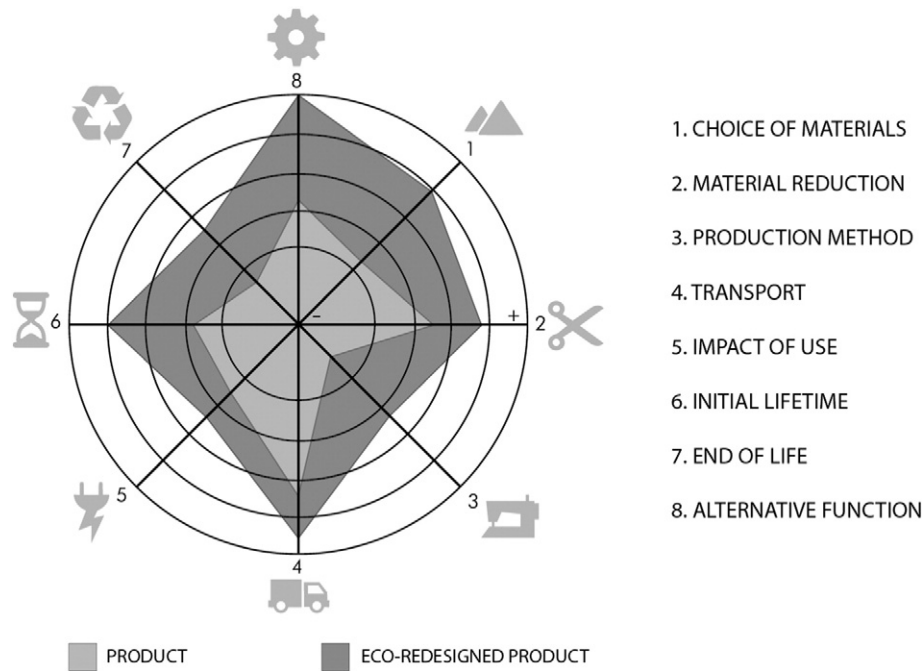 8
7
1
6
−
+
2
5
3
4
1. CHOICE OF MATERIALS
2. MATERIAL REDUCTION
3. PRODUCTION METHOD
4. TRANSPORT
5. IMPACT OF USE
6. INITIAL LIFETIME
7. END OF LIFE
8. ALTERNATIVE FUNCTION
PRODUCT
ECO-REDESIGNED PRODUCT